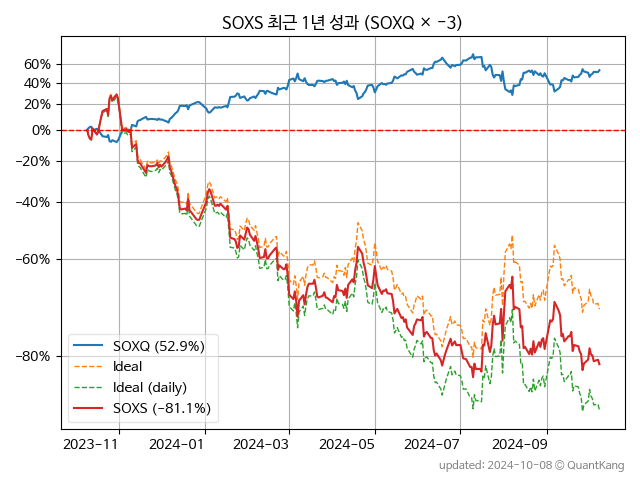 SOXS 최근 1년 성과 (SOXQ × −3)
60%
40%
20%
0%
−20%
−40%
−60%
−80%
SOXQ (52.9%)
Ideal
Ideal (daily)
SOXS (−81.1%)
2023−11
2024−01
2024−03
2024−05
2024−07
2024−09
updated: 2024-10-08 © QuantKang